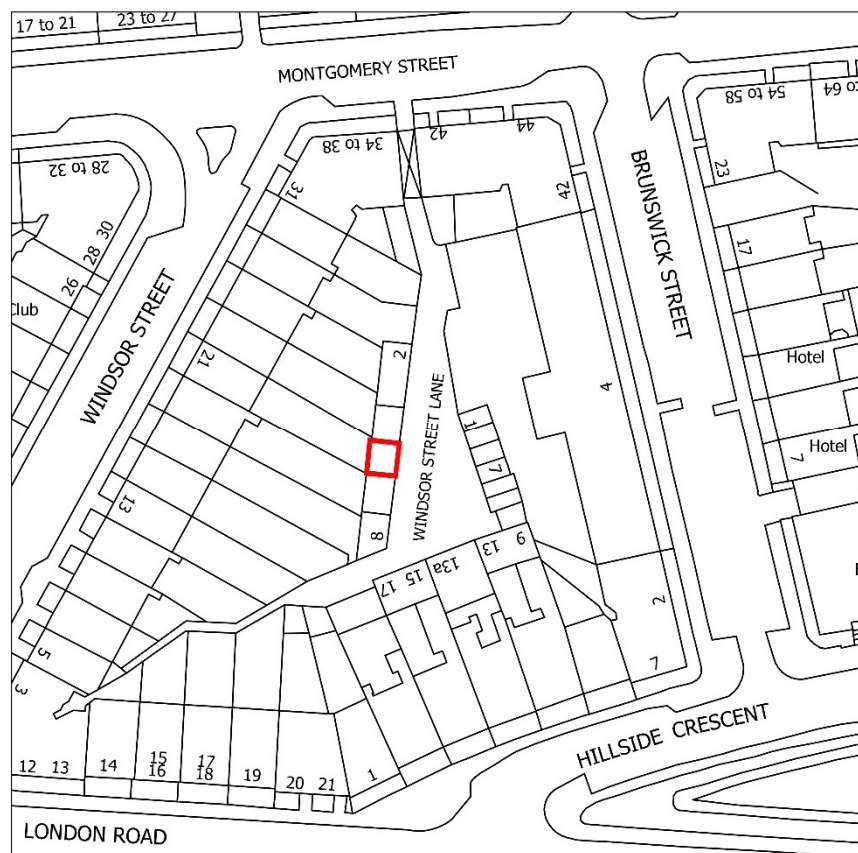 17 to 21
23 to 27
MONTGOMERY STREET
54 to 58
64
34 to 38
42
44
28 to 32
31
42
BRUNSWICK STREET
23
17
30
28
26
Club
WINDSOR STREET
21
2
Hotel
4
WINDSOR STREET LANE
1
7
Hotel
7
13
8
9
13
13a
15
17
2
7
5
3
HILLSIDE CRESCENT
12
13
14
15
16
17
18
19
20
21
1
LONDON ROAD